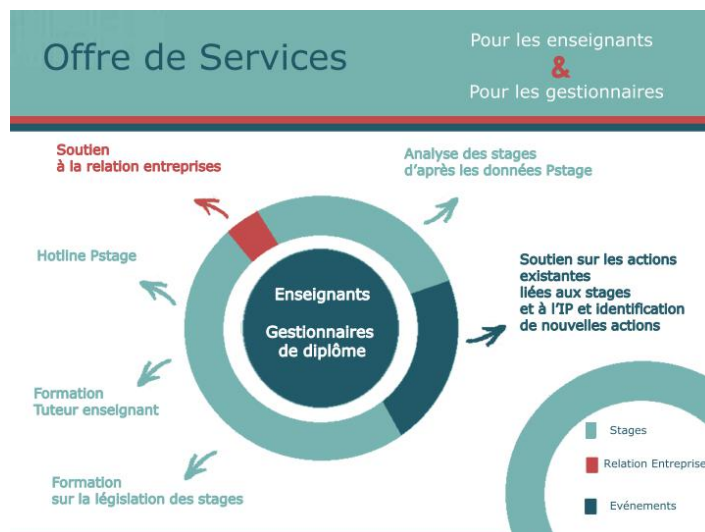 Offre de Services
Pour les enseignants
&
Pour les gestionnaires
Soutien
à la relation entreprises
Analyse des stages
d'après les données Pstage
Hotline Pstage
Soutien sur les actions
existantes
liées aux stages
et à l'IP et identification
de nouvelles actions
Enseignants
Gestionnaires
de diplôme
Formation
Tuteur enseignant
Formation
sur la législation des stages
Stages
Relation Entreprise
Evénements